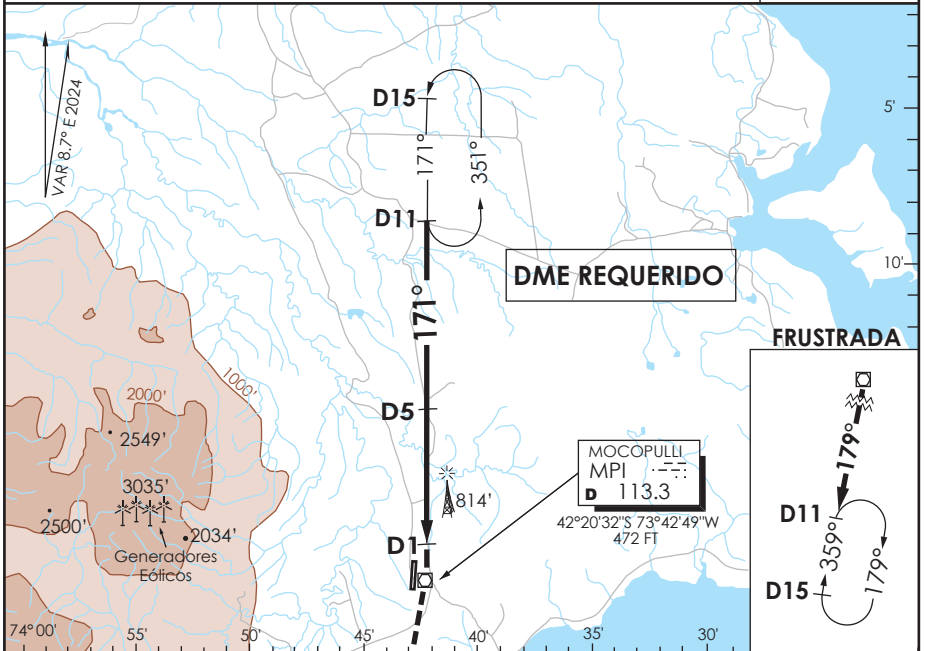 VAR 8.7° E 2024
D15
171°
351°
5'
D11
10'
DME REQUERIDO
171°
FRUSTRADA
1000'
2000'
D5
2549'
MOCOPULLI
MPI
D 113.3
179°
3035'
814'
42°20'32"S 73°42'49"W
472 FT
2500'
2034'
D11
D1
359°
179°
Generadores
Eólicos
D15
74°00'
55'
50'
45'
40'
35'
30'